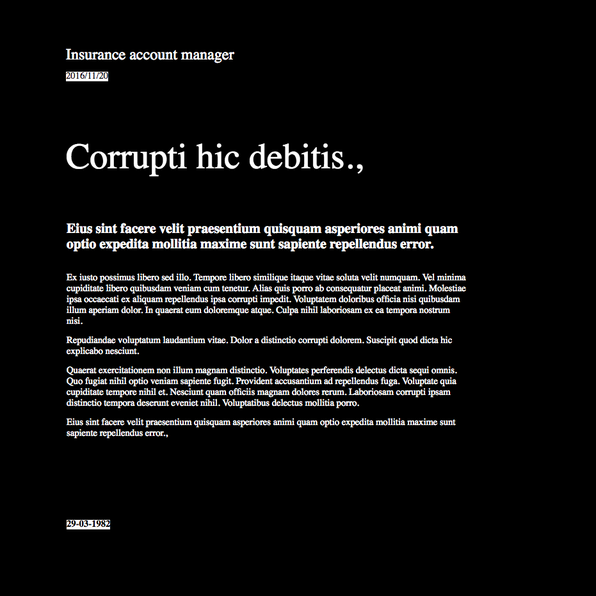 Insurance account manager
2016/11/20
Corrupti hic debitis.,
Eius sint facere velit praesentium quisquam asperiores animi quam
optio expedita mollitia maxime sunt sapiente repellendus error.
Ex iusto possimus libero sed illo. Tempore libero similique itaque vitae soluta velit numquam. Vel minima
cupiditate libero quibusdam veniam cum tenetur. Alias quis porro ab consequatur placeat animi. Molestiae
ipsa occaecati ex aliquam repellendus ipsa corrupti impedit. Voluptatem doloribus officia nisi quibusdam
illum aperiam dolor. In quaerat eum doloremque atque. Culpa nihil laboriosam ex ea tempora nostrum
nisi.
Repudiandae voluptatum laudantium vitae. Dolor a distinctio corrupti dolorem. Suscipit quod dicta hic
explicabo nesciunt.
Quaerat exercitationem non illum magnam distinctio. Voluptates perferendis delectus dicta sequi omnis.
Quo fugiat nihil optio veniam sapiente fugit. Provident accusantium ad repellendus fuga. Voluptate quia
cupiditate tempore nihil et. Nesciunt quam officiis magnam dolores rerum. Laboriosam corrupti ipsam
distinctio tempora deserunt eveniet nihil. Voluptatibus delectus mollitia porro.
Eius sint facere velit praesentium quisquam asperiores animi quam optio expedita mollitia maxime sunt
sapiente repellendus error.,
29-03-1982